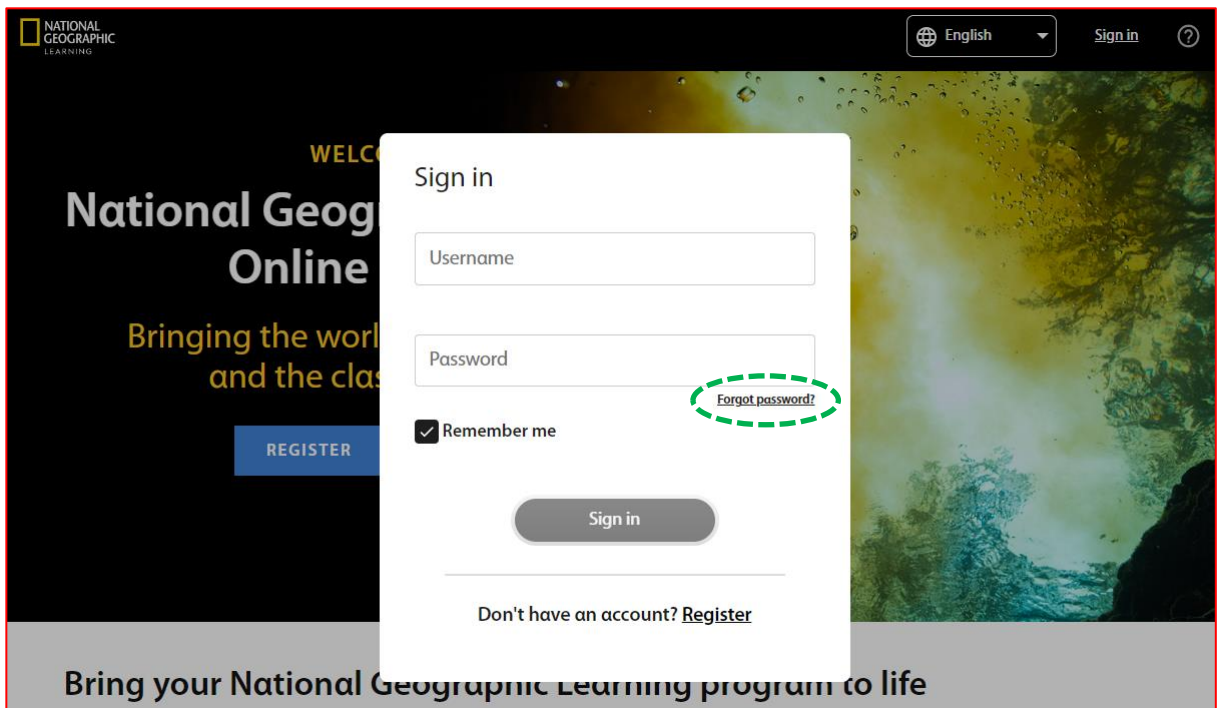 NATIONAL
GEOGRAPHIC
LEARNING
English
Sign in
?
WELCO
National Geogr
Online
Bringing the worl
and the clas
REGISTER
Sign in
Username
Password
Forgot password?
Remember me
Sign in
Don't have an account? Register
Bring your National Geographic Learning program to life